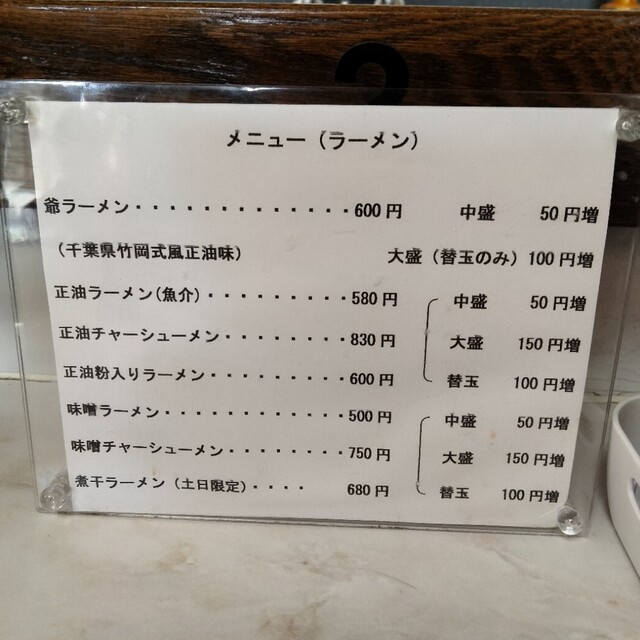 2
メニュー（ラーメン）
爺ラーメン・・・・・・・・・・・・・・600円　中盛　50円増
（千葉県竹岡式風正油味）　大盛（替玉のみ）100円増
正油ラーメン(魚介）・・・・・・・・・580円　中盛　50円増
正油チャーシューメン・・・・・・・・830円　大盛　150円増
正油粉入りラーメン・・・・・・・・・600円　替玉　100円増
味噌ラーメン・・・・・・・・・・・・500円　中盛　50円増
味噌チャーシューメン・・・・・・・・750円　大盛　150円増
煮干ラーメン（土日限定）・・・・　680円　替玉　100円増